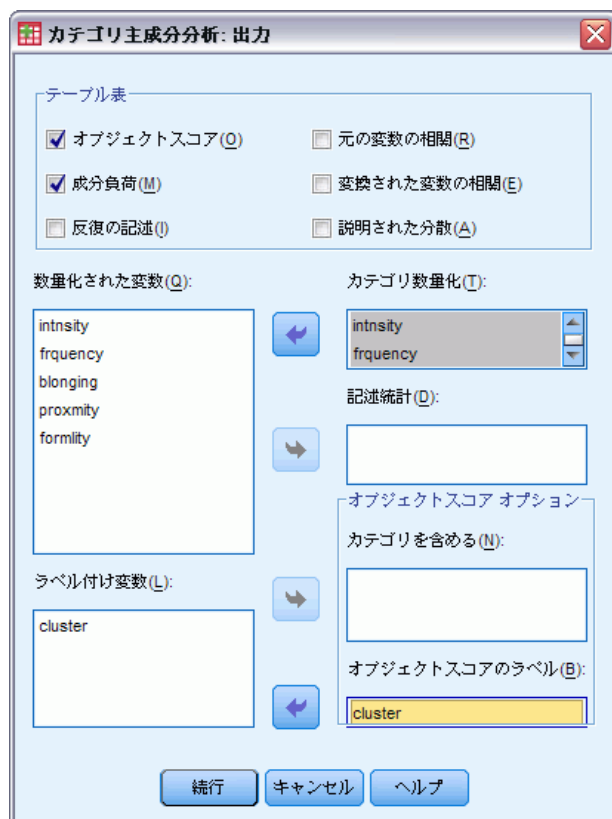 カテゴリ主成分分析: 出力
テーブル表
オブジェクトスコア(O)
元の変数の相関(R)
成分負荷(M)
変換された変数の相関(E)
反復の記述(I)
説明された分散(A)
数量化された変数(Q):
カテゴリ数量化(T):
intnsity
frquency
blonging
proxmity
formlity
intnsity
frquency
記述統計(D):
オブジェクトスコア オプション
カテゴリを含める(N):
ラベル付け変数(L):
cluster
オブジェクトスコアのラベル(B):
cluster
続行
キャンセル
ヘルプ